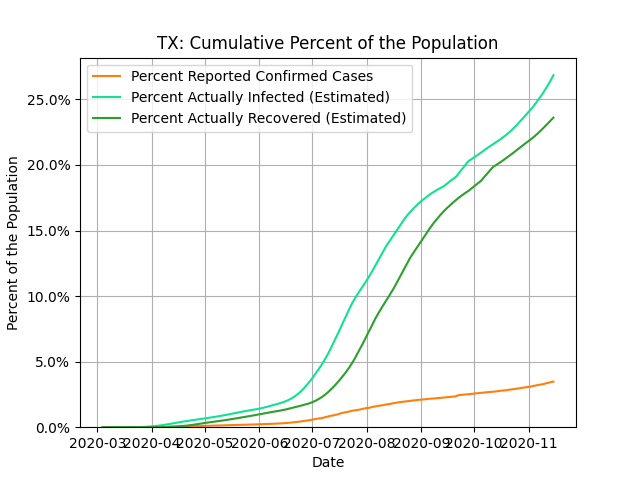 TX: Cumulative Percent of the Population
Percent Reported Confirmed Cases
Percent Actually Infected (Estimated)
Percent Actually Recovered (Estimated)
25.0%
20.0%
15.0%
10.0%
5.0%
0.0%
Percent of the Population
2020-03 2020-04 2020-05 2020-06 2020-07 2020-08 2020-09 2020-10 2020-11
Date